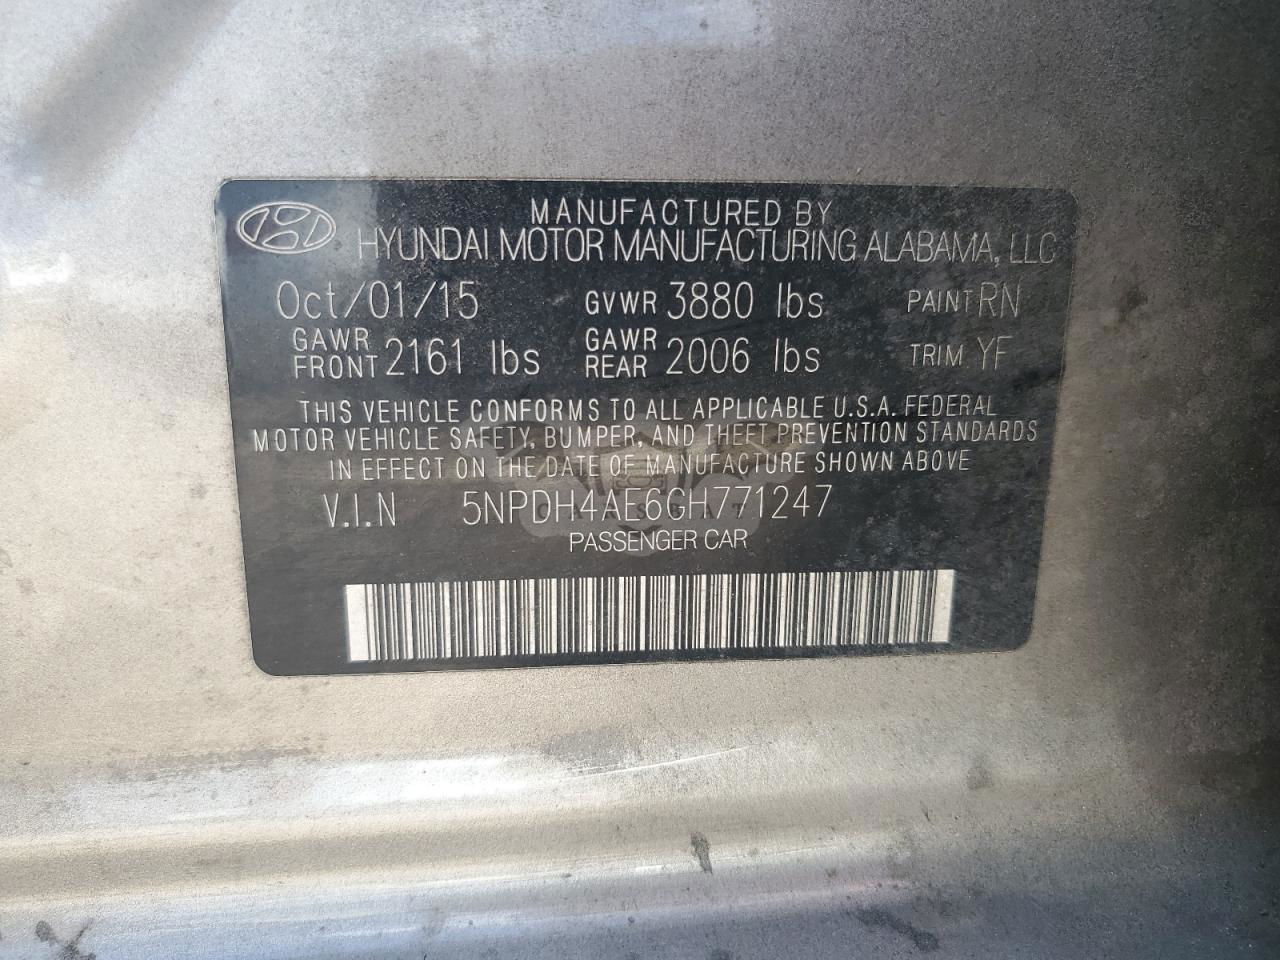 MANUFACTURED BY
HYUNDAI MOTOR MANUFACTURING ALABAMA, LLC
Oct/01/15 GVWR 3880 lbs PAINT RN
GAWR FRONT 2161 lbs GAWR REAR 2006 lbs TRIM YF
THIS VEHICLE CONFORMS TO ALL APPLICABLE U.S.A. FEDERAL
MOTOR VEHICLE SAFETY, BUMPER, AND THEFT PREVENTION STANDARDS
IN EFFECT ON THE DATE OF MANUFACTURE SHOWN ABOVE
V.I.N 5NPDH4AE6GH771247
CARSBAT
PASSENGER CAR